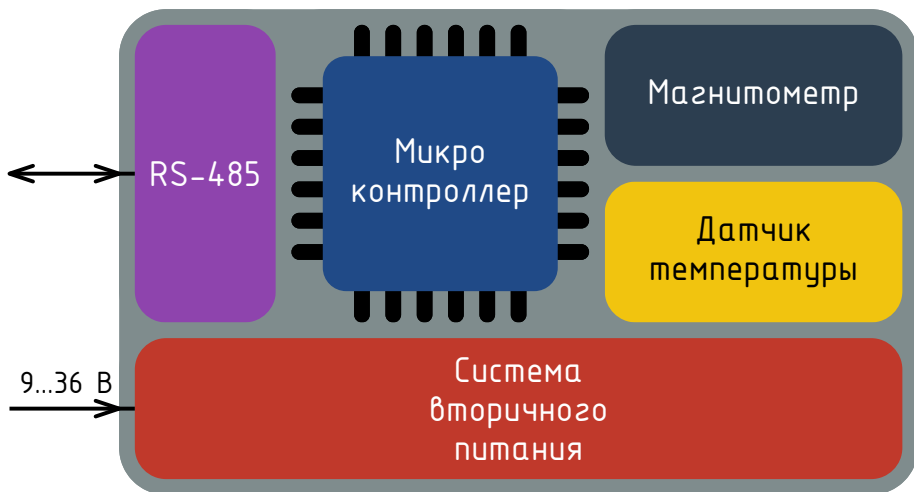 RS-485
Микро
контроллер
Магнитометр
Датчик
температуры
9...36 В
Система
вторичного
питания